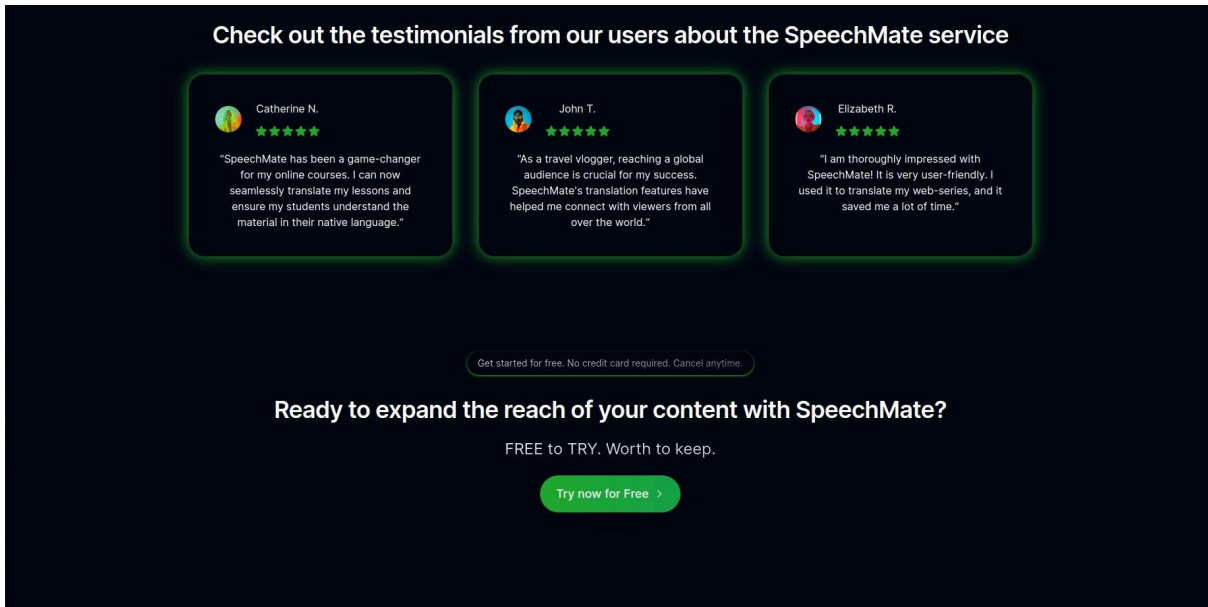 Check out the testimonials from our users about the SpeechMate service
Catherine N.
“SpeechMate has been a game-changer
for my online courses. I can now
seamlessly translate my lessons and
ensure my students understand the
material in their native language.”
John T.
“As a travel vlogger, reaching a global
audience is crucial for my success.
SpeechMate's translation features have
helped me connect with viewers from all
over the world.”
Elizabeth R.
“I am thoroughly impressed with
SpeechMate! It is very user-friendly. I
used it to translate my web-series, and it
saved me a lot of time.”
Get started for free. No credit card required. Cancel anytime.
Ready to expand the reach of your content with SpeechMate?
FREE to TRY. Worth to keep.
Try now for Free